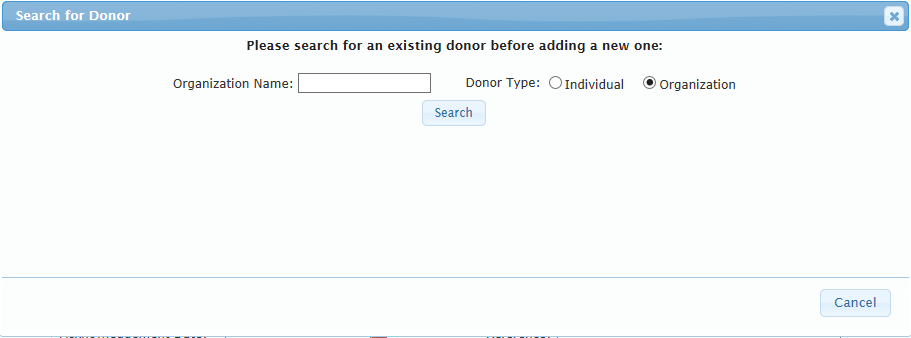 Search for Donor
Please search for an existing donor before adding a new one:
Organization Name: Donor Type: Individual Organization
Search
Cancel